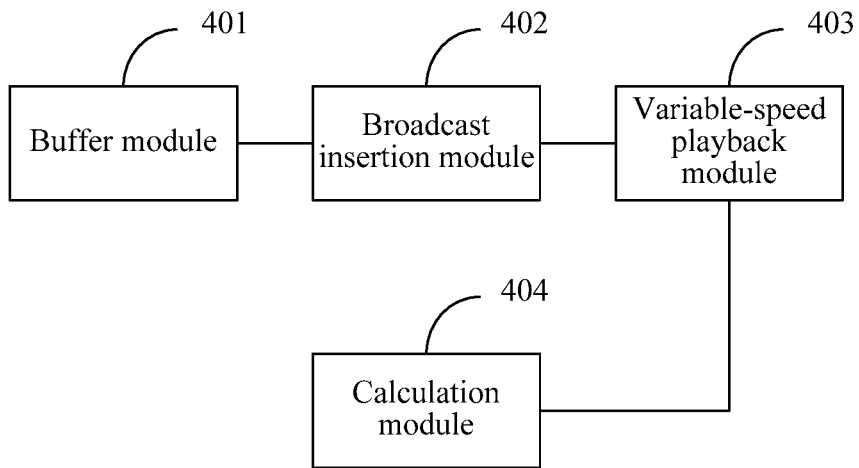 401
402
403
Buffer module
Broadcast
insertion module
Variable-speed
playback
module
404
Calculation
module